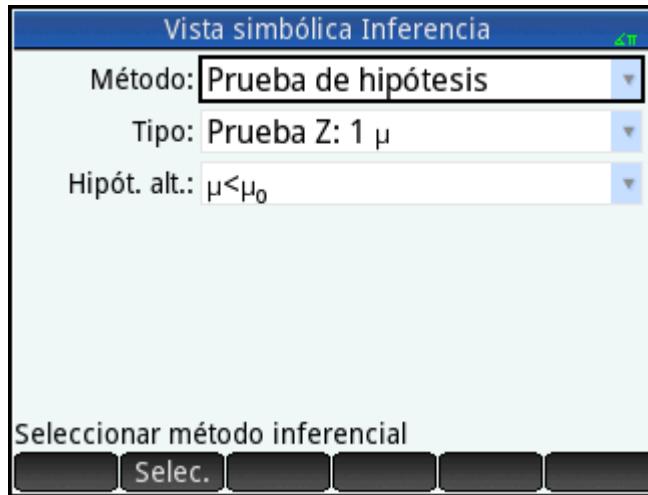 Vista simbólica Inferencia
∡π
Método: Prueba de hipótesis
Tipo: Prueba Z: 1 μ
Hipót. alt.: μ<μ₀
Seleccionar método inferencial
Selec.